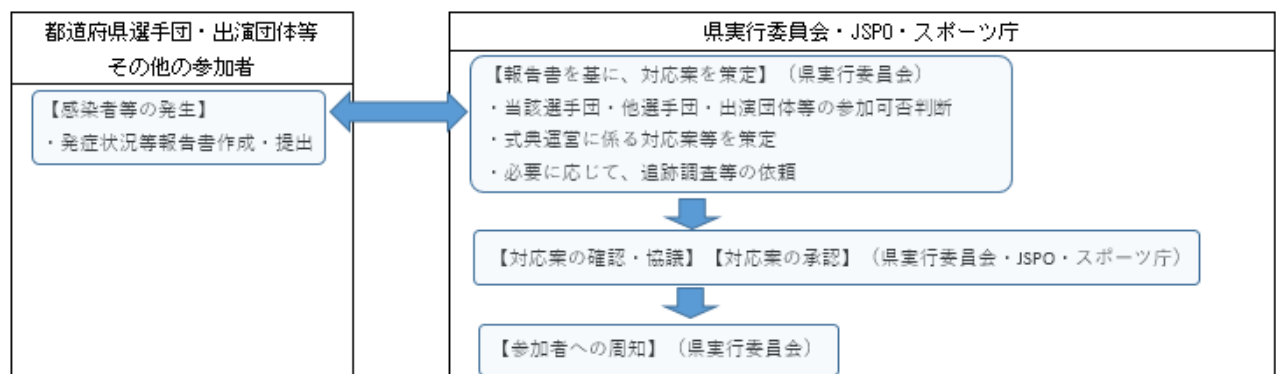 都道府県選手団・出演団体等
その他の参加者
【感染者等の発生】
・発症状況等報告書作成・提出
県実行委員会・JSPO・スポーツ庁
【報告書を基に、対応案を策定】（県実行委員会）
・当該選手団・他選手団・出演団体等の参加可否判断
・式典運営に係る対応案等を策定
・必要に応じて、追跡調査等の依頼
【対応案の確認・協議】【対応案の承認】（県実行委員会・JSPO・スポーツ庁）
【参加者への周知】（県実行委員会）